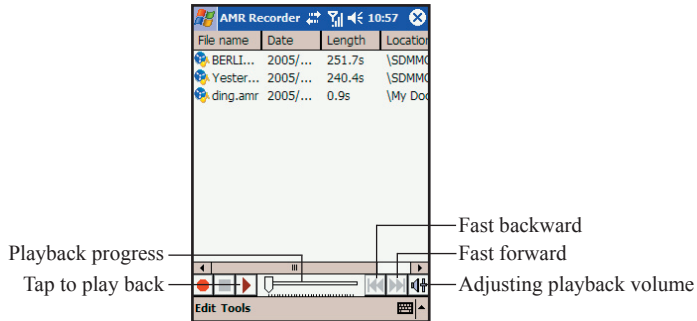 AMR Recorder 10:57
File name Date Length Location
BERLI... 2005/... 251.7s \SDMMC
Yester... 2005/... 240.4s \SDMMC
ding.amr 2005/... 0.9s \My Doc
Fast backward
Playback progress
Fast forward
Tap to play back
Adjusting playback volume
Edit Tools